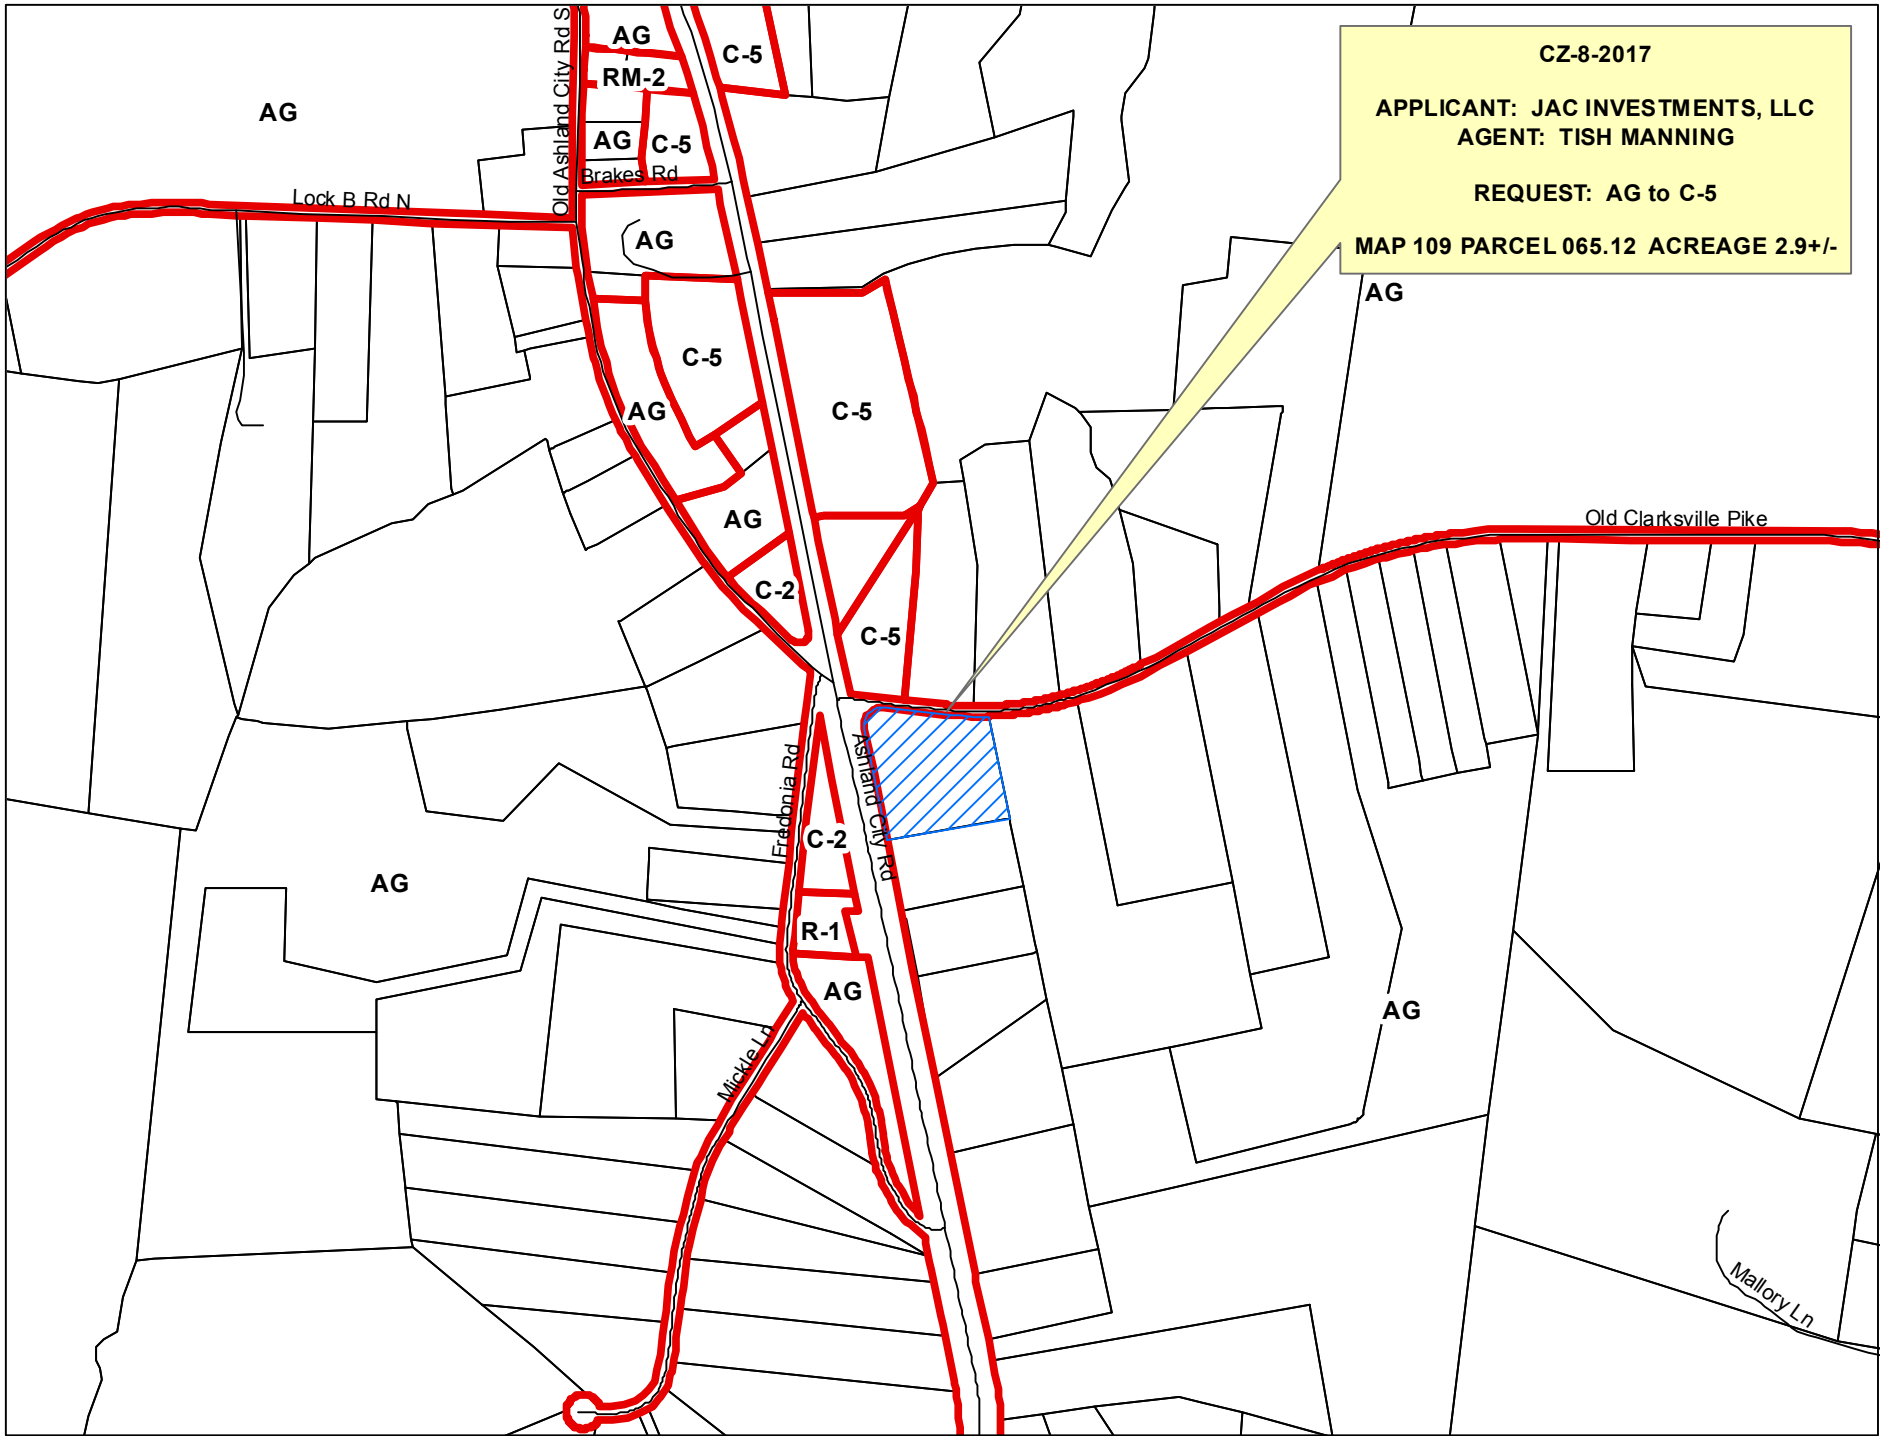 CZ-8-2017
APPLICANT: JAC INVESTMENTS, LLC
AGENT: TISH MANNING
REQUEST: AG to C-5
MAP 109 PARCEL 065.12 ACREAGE 2.9+/-
Old Ashland City Rd S
AG
C-5
RM-2
AG
AG
C-5
Brakes Rd
Lock B Rd N
AG
AG
C-5
AG
C-5
AG
Old Clarksville Pike
C-2
C-5
Fredonia Rd
Ashland City Rd
C-2
AG
R-1
AG
AG
Mickle Ln
Mallory Ln